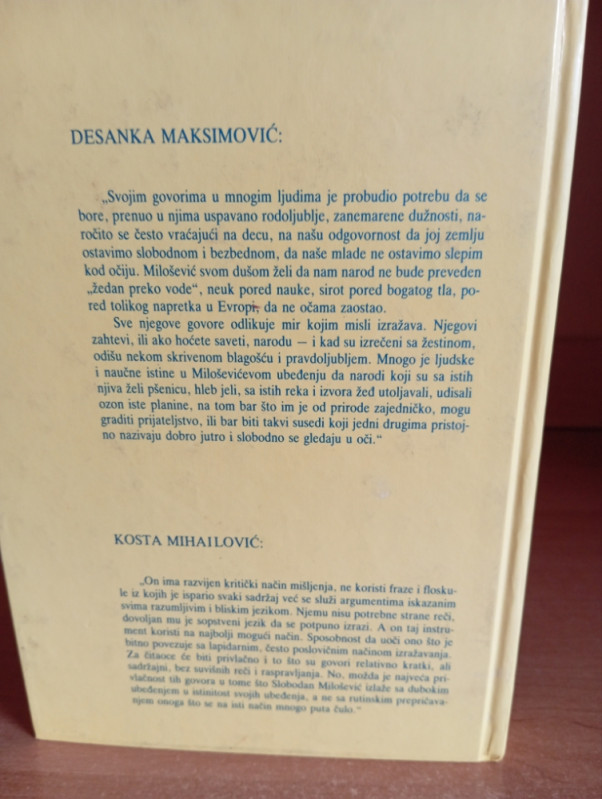 DESANKA MAKSIMOVIĆ:
„Svojim govorima u mnogim ljudima je probudio potrebu da se
bore, prenuo u njima uspavano rodoljublje, zanemarene dužnosti, na-
ročito se često vraćajući na decu, na našu odgovornost da joj zemlju
ostavimo slobodnom i bezbednom, da naše mlade ne ostavimo slepim
kod očiju. Milošević svom dušom želi da nam narod ne bude preveden
„žedan preko vode“, neuk pored nauke, sirot pored bogatog tla, po-
red tolikog napretka u Evropi, da ne očama zaostao.
Sve njegove govore odlikuje mir kojim misli izražava. Njegovi
zahtevi, ili ako hoćete saveti, narodu — i kad su izrečeni sa žestinom,
odišu nekom skrivenom blagošću i pravdoljubljem. Mnogo je ljudske
i naučne istine u Miloševićevom ubeđenju da narodi koji su sa istih
njiva želi pšenicu, hleb jeli, sa istih reka i izvora žeđ utoljavali, udisali
ozon iste planine, na tom bar što im je od prirode zajedničko, mogu
graditi prijateljstvo, ili bar biti takvi susedi koji jedni drugima pristoj-
no nazivaju dobro jutro i slobodno se gledaju u oči.“
KOSTA MIHAILOVIĆ:
„On ima razvijen kritički način mišljenja, ne koristi fraze i flosku-
le iz kojih je ispario svaki sadržaj već se služi argumentima iskazanim
svima razumljivim i bliskim jezikom. Njemu nisu potrebne strane reči,
dovoljan mu je sopstveni jezik da se potpuno izrazi. A on taj instru-
ment koristi na najbolji mogući način. Sposobnost da uoči ono što je
bitno povezuje sa lapidarnim, često poslovičnim načinom izražavanja.
Za čitaoce će biti privlačno i to što su govori relativno kratki, ali
sadržajni, bez suvišnih reči i raspravljanja. No, možda je najveća pri-
vlačnost tih govora u tome što Slobodan Milošević izlaže sa dubokim
ubeđenjem u istinitost svojih ubeđenja, a ne sa rutinskim prepričava-
njem onoga što se na isti način mnogo puta čulo.“